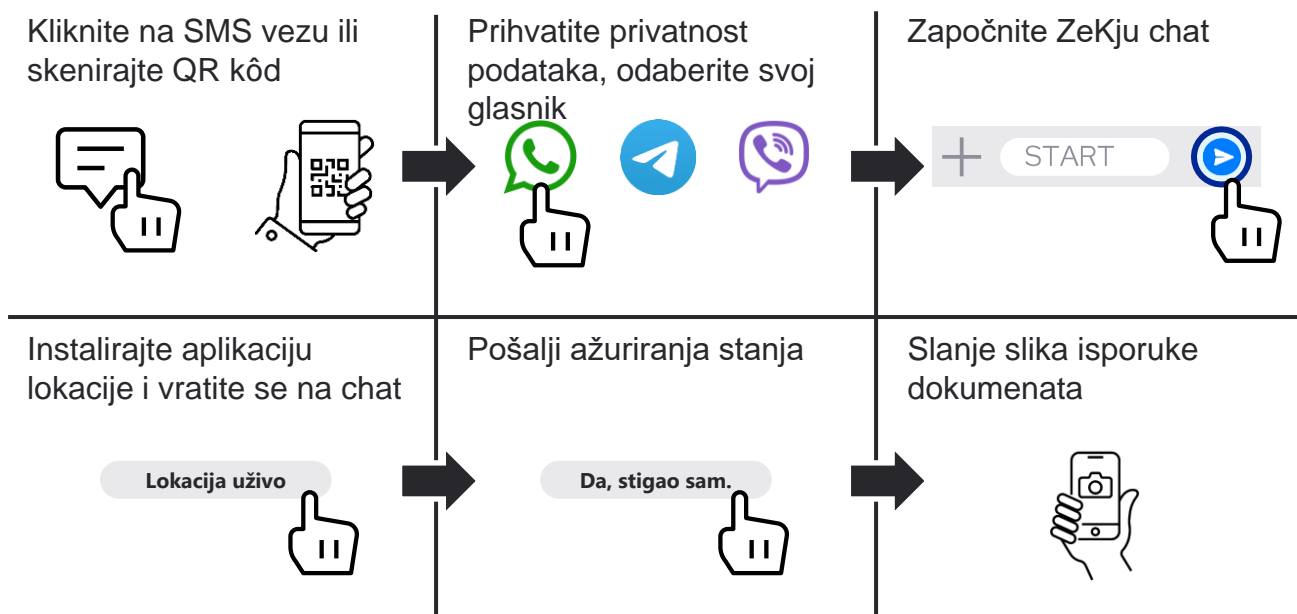 Kliknite na SMS vezu ili
skenirajte QR kôd
Prihvatite privatnost
podataka, odaberite svoj
glasnik
Započnite ZeKju chat
START
Instalirajte aplikaciju
lokacije i vratite se na chat
Lokacija uživo
Pošalji ažuriranja stanja
Da, stigao sam.
Slanje slika isporuke
dokumenata